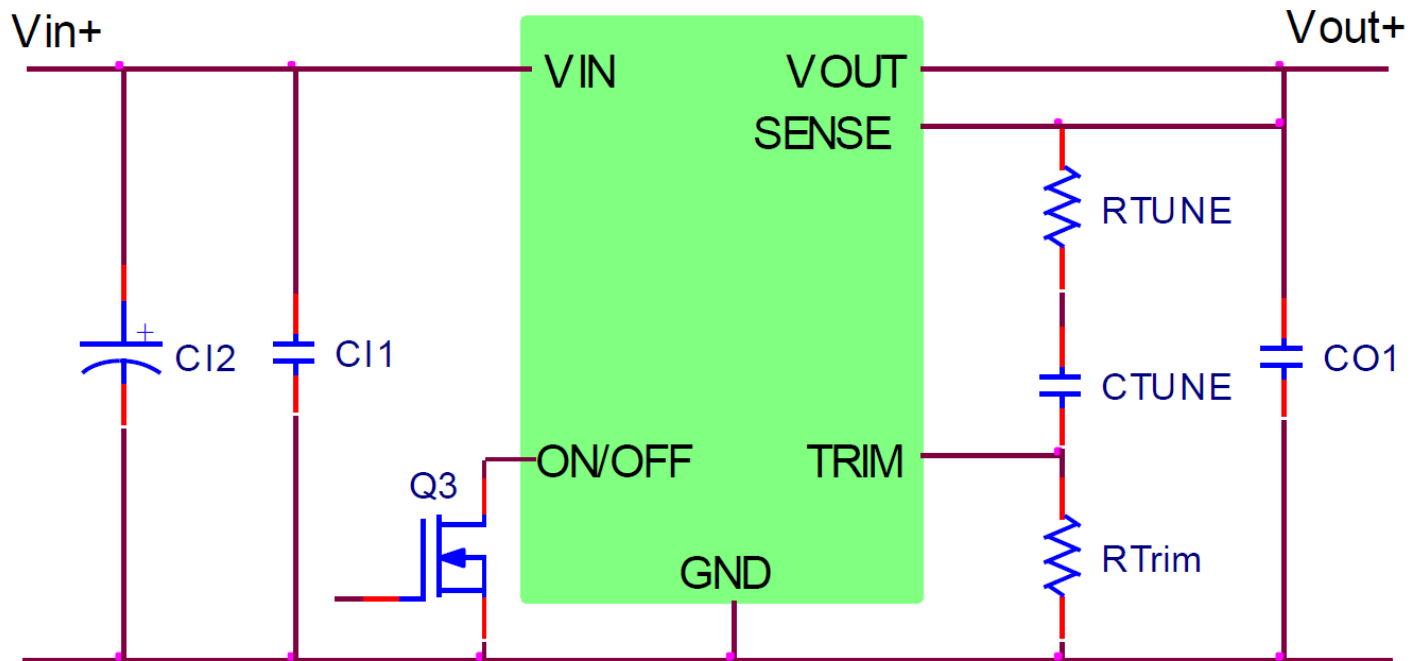 Vin+
Vout+
VIN
VOUT
SENSE
RTUNE
+
CI2
CI1
CTUNE
CO1
ON/OFF
TRIM
Q3
GND
RTrim